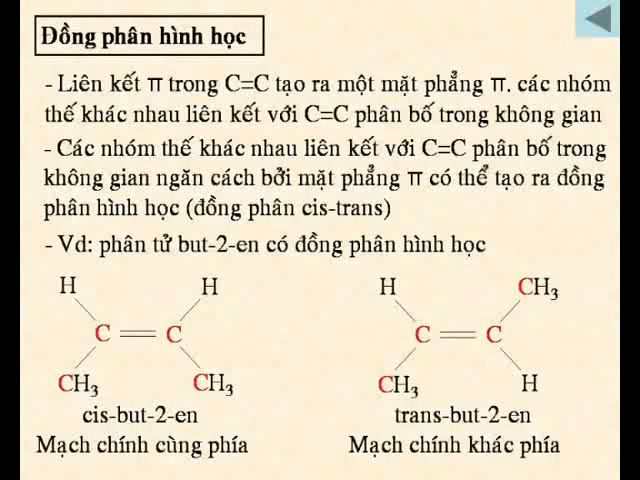 Đồng phân hình học
- Liên kết π trong C=C tạo ra một mặt phẳng π. các nhóm
thế khác nhau liên kết với C=C phân bố trong không gian
- Các nhóm thế khác nhau liên kết với C=C phân bố trong
không gian ngăn cách bởi mặt phẳng π có thể tạo ra đồng
phân hình học (đồng phân cis-trans)
- Vd: phân tử but-2-en có đồng phân hình học
H H H CH3
C C C C
CH3 CH3 CH3 H
cis-but-2-en trans-but-2-en
Mạch chính cùng phía Mạch chính khác phía